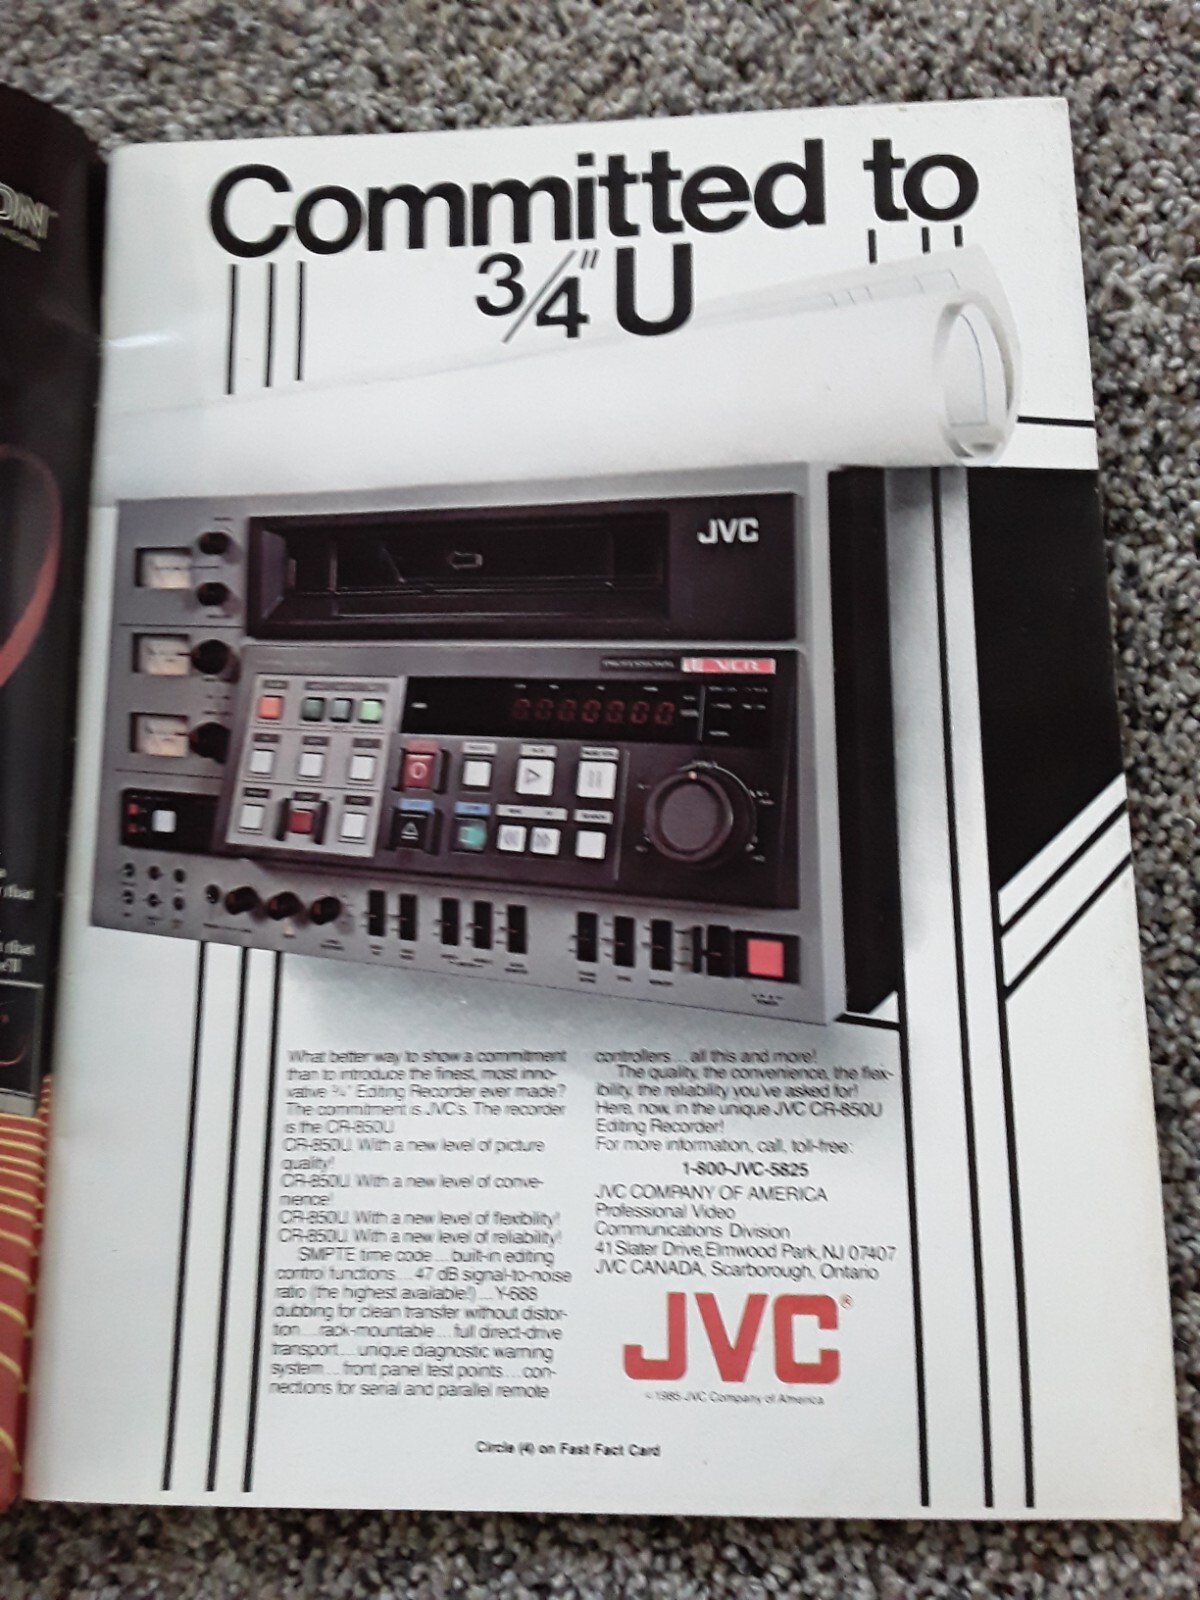 Committed to
3/4" U
JVC
PROFESSIONAL
VCR
What better way to show a commitment
than to introduce the finest, most inno-
vative ¾" Editing Recorder ever made?
The commitment is JVC's. The recorder
is the CR-850U.
CR-850U. With a new level of picture
quality!
CR-850U. With a new level of conve-
nience!
CR-850U. With a new level of flexibility!
CR-850U. With a new level of reliability!
SMPTE time code ... built-in editing
control functions ... 47 dB signal-to-noise
ratio (the highest available!) ... Y-688
dubbing for clean transfer without distor-
tion ... rack-mountable ... full direct-drive
transport ... unique diagnostic warning
system ... front panel test points ... con-
nections for serial and parallel remote
controllers ... all this and more!
The quality, the convenience, the flex-
ibility, the reliability you've asked for!
Here, now, in the unique JVC CR-850U
Editing Recorder!
For more information, call, toll-free:
1-800-JVC-5825
JVC COMPANY OF AMERICA
Professional Video
Communications Division
41 Slater Drive, Elmwood Park, NJ 07407
JVC CANADA, Scarborough, Ontario
JVC®
© 1985 JVC Company of America
Circle (4) on Fast Fact Card
that
that